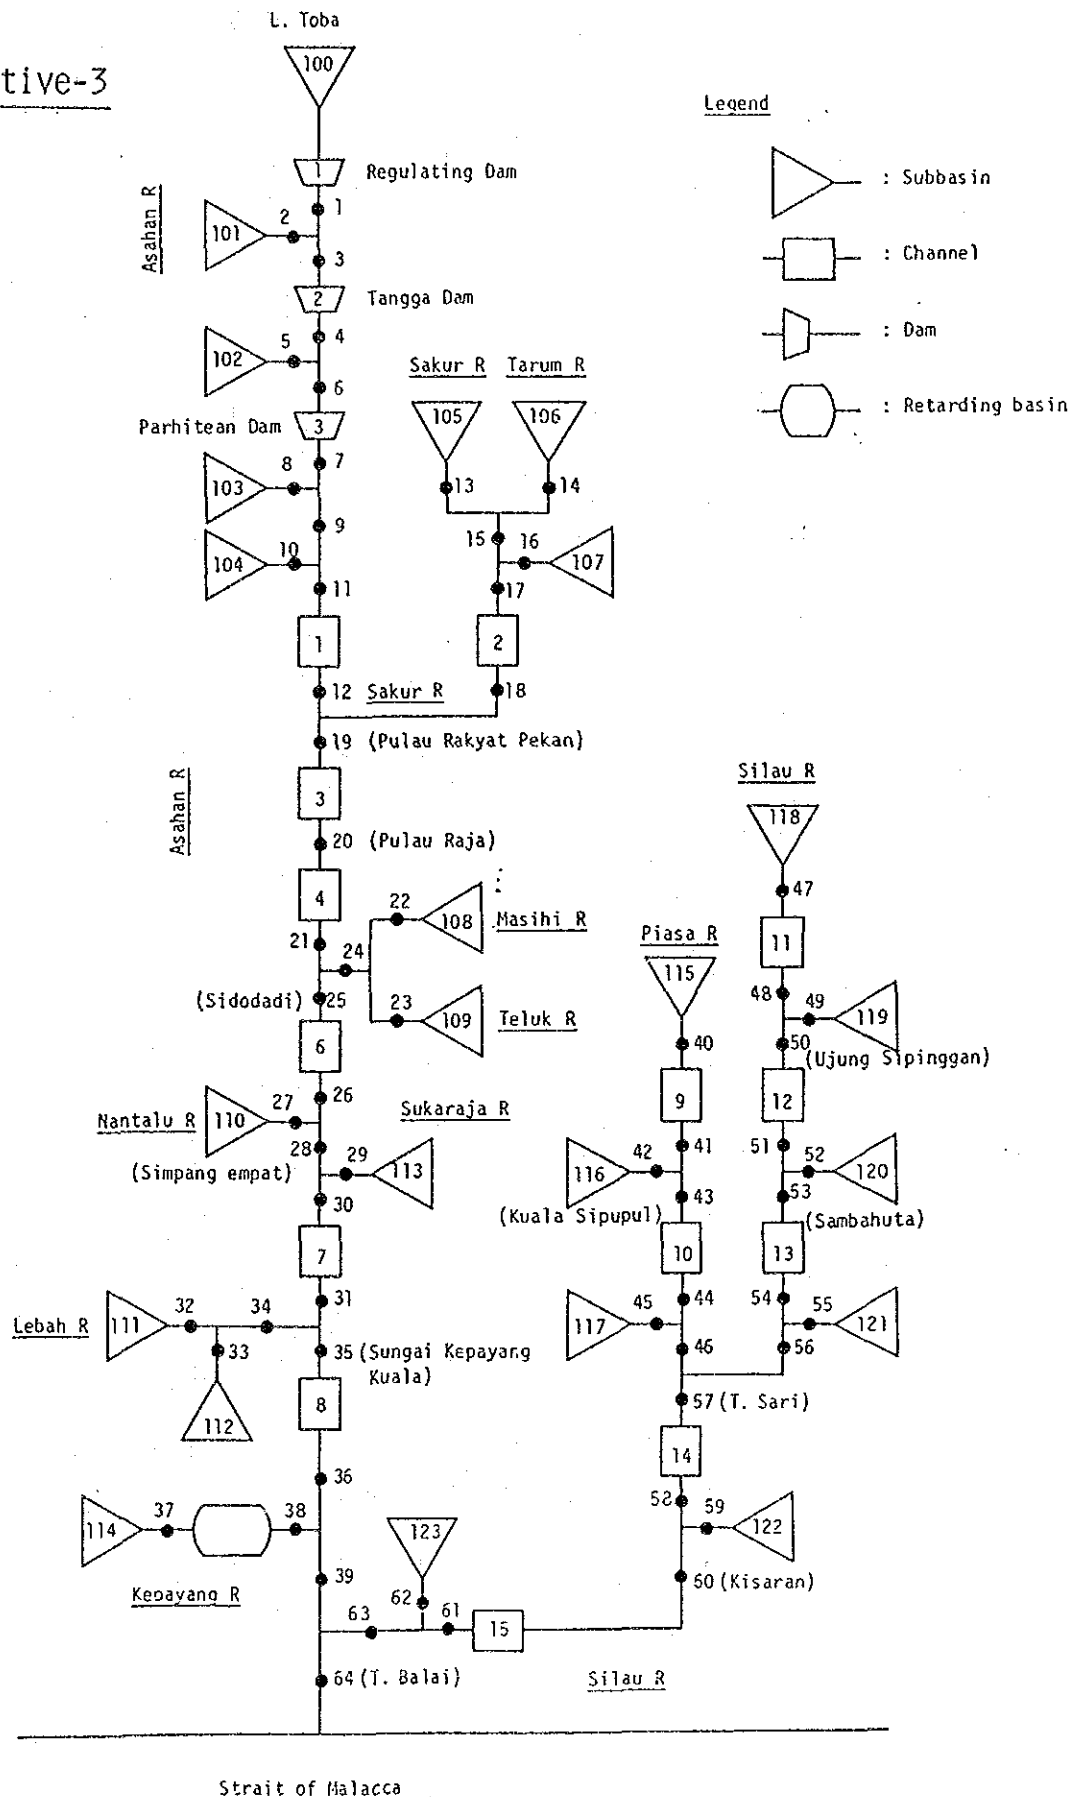 L. Toba
100
tive-3
Legend
: Subbasin
: Channel
: Dam
: Retarding basin
Asahan R
1
Regulating Dam
1
2
101
3
2
Tangga Dam
4
5
102
6
Sakur R
Tarum R
Parhitean Dam
3
105
106
7
8
103
13
14
9
15
16
107
10
104
11
17
1
2
12
Sakur R
18
19 (Pulau Rakyat Pekan)
Asahan R
3
20 (Pulau Raja)
4
22
108
Masihi R
21
24
(Sidodadi)
25
23
109
Teluk R
6
26
27
Nantalu R
110
Sukaraja R
28
29
113
(Simpang empat)
30
7
31
32
34
Lebah R
111
33
35 (Sungai Kepayang
Kuala)
112
8
36
37
38
114
39
Kepayang R
Silau R
118
47
11
Piasa R
115
48
49
119
40
50
(Ujung Sipinggan)
9
12
41
51
42
116
52
120
43
53
(Kuala Sipupul)
(Sambahuta)
10
13
44
54
45
117
55
121
46
56
57 (T. Sari)
14
58
59
122
60 (Kisaran)
123
62
61
63
15
64 (T. Balai)
Silau R
Strait of Malacca